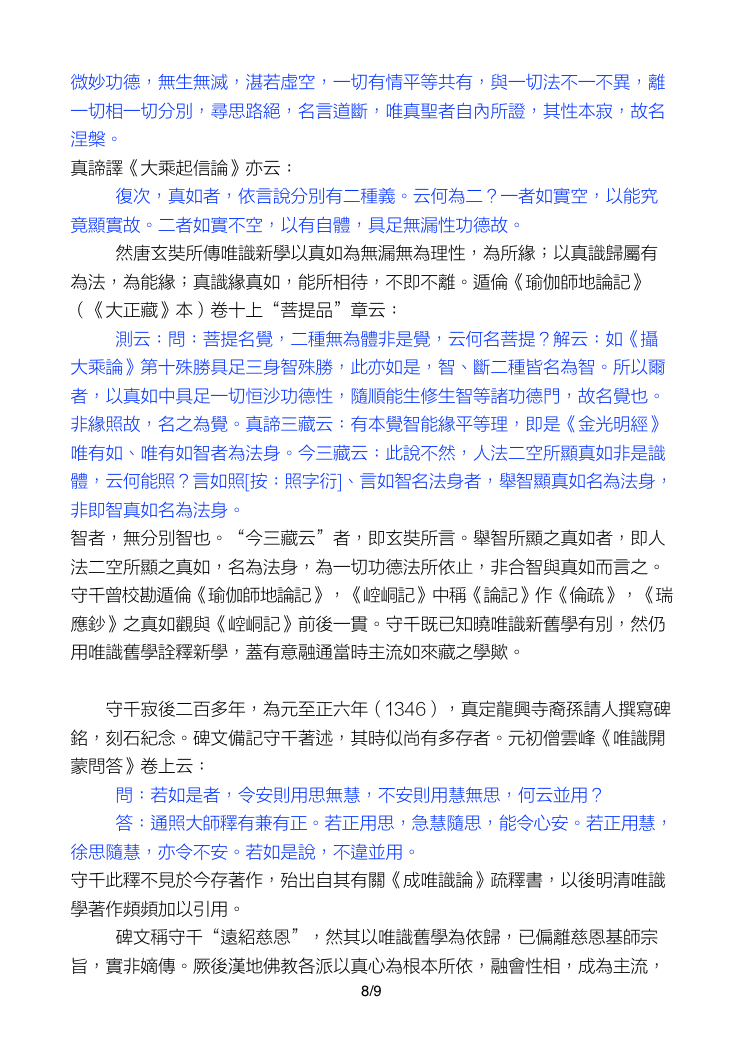 微妙功德，無生無滅，湛若虛空，一切有情平等共有，與一切法不一不異，離
一切相一切分別，尋思路絕，名言道斷，唯真聖者自內所證，其性本寂，故名
涅槃。
真諦譯《大乘起信論》亦云：
復次，真如者，依言說分別有二種義。云何為二？一者如實空，以能究
竟顯實故。二者如實不空，以有自體，具足無漏性功德故。
然唐玄奘所傳唯識新學以真如為無漏無為理性，為所緣；以真識歸屬有
為法，為能緣；真識緣真如，能所相待，不即不離。遁倫《瑜伽師地論記》
（《大正藏》本）卷十上“菩提品”章云：
測云：問：菩提名覺，二種無為體非是覺，云何名菩提？解云：如《攝
大乘論》第十殊勝具足三身智殊勝，此亦如是，智、斷二種皆名為智。所以爾
者，以真如中具足一切恒沙功德性，隨順能生修生智等諸功德門，故名覺也。
非緣照故，名之為覺。真諦三藏云：有本覺智能緣平等理，即是《金光明經》
唯有如、唯有如智者為法身。今三藏云：此說不然，人法二空所顯真如非是識
體，云何能照？言如照[按：照字衍]、言如智名法身者，舉智顯真如名為法身，
非即智真如名為法身。
智者，無分別智也。“今三藏云”者，即玄奘所言。舉智所顯之真如者，即人
法二空所顯之真如，名為法身，為一切功德法所依止，非合智與真如而言之。
守千曾校勘遁倫《瑜伽師地論記》，《崆峒記》中稱《論記》作《倫疏》，《瑞
應鈔》之真如觀與《崆峒記》前後一貫。守千既已知曉唯識新舊學有別，然仍
用唯識舊學詮釋新學，蓋有意融通當時主流如來藏之學歟。
守千寂後二百多年，為元至正六年（1346），真定龍興寺裔孫請人撰寫碑
銘，刻石紀念。碑文備記守千著述，其時似尚有多存者。元初僧雲峰《唯識開
蒙問答》卷上云：
問：若如是者，令安則用思無慧，不安則用慧無思，何云並用？
答：通照大師釋有兼有正。若正用思，急慧隨思，能令心安。若正用慧，
徐思隨慧，亦令不安。若如是說，不違並用。
守千此釋不見於今存著作，殆出自其有關《成唯識論》疏釋書，以後明清唯識
學著作頻頻加以引用。
碑文稱守千“遠紹慈恩”，然其以唯識舊學為依歸，已偏離慈恩基師宗
旨，實非嫡傳。厥後漢地佛教各派以真心為根本所依，融會性相，成為主流，
8/9